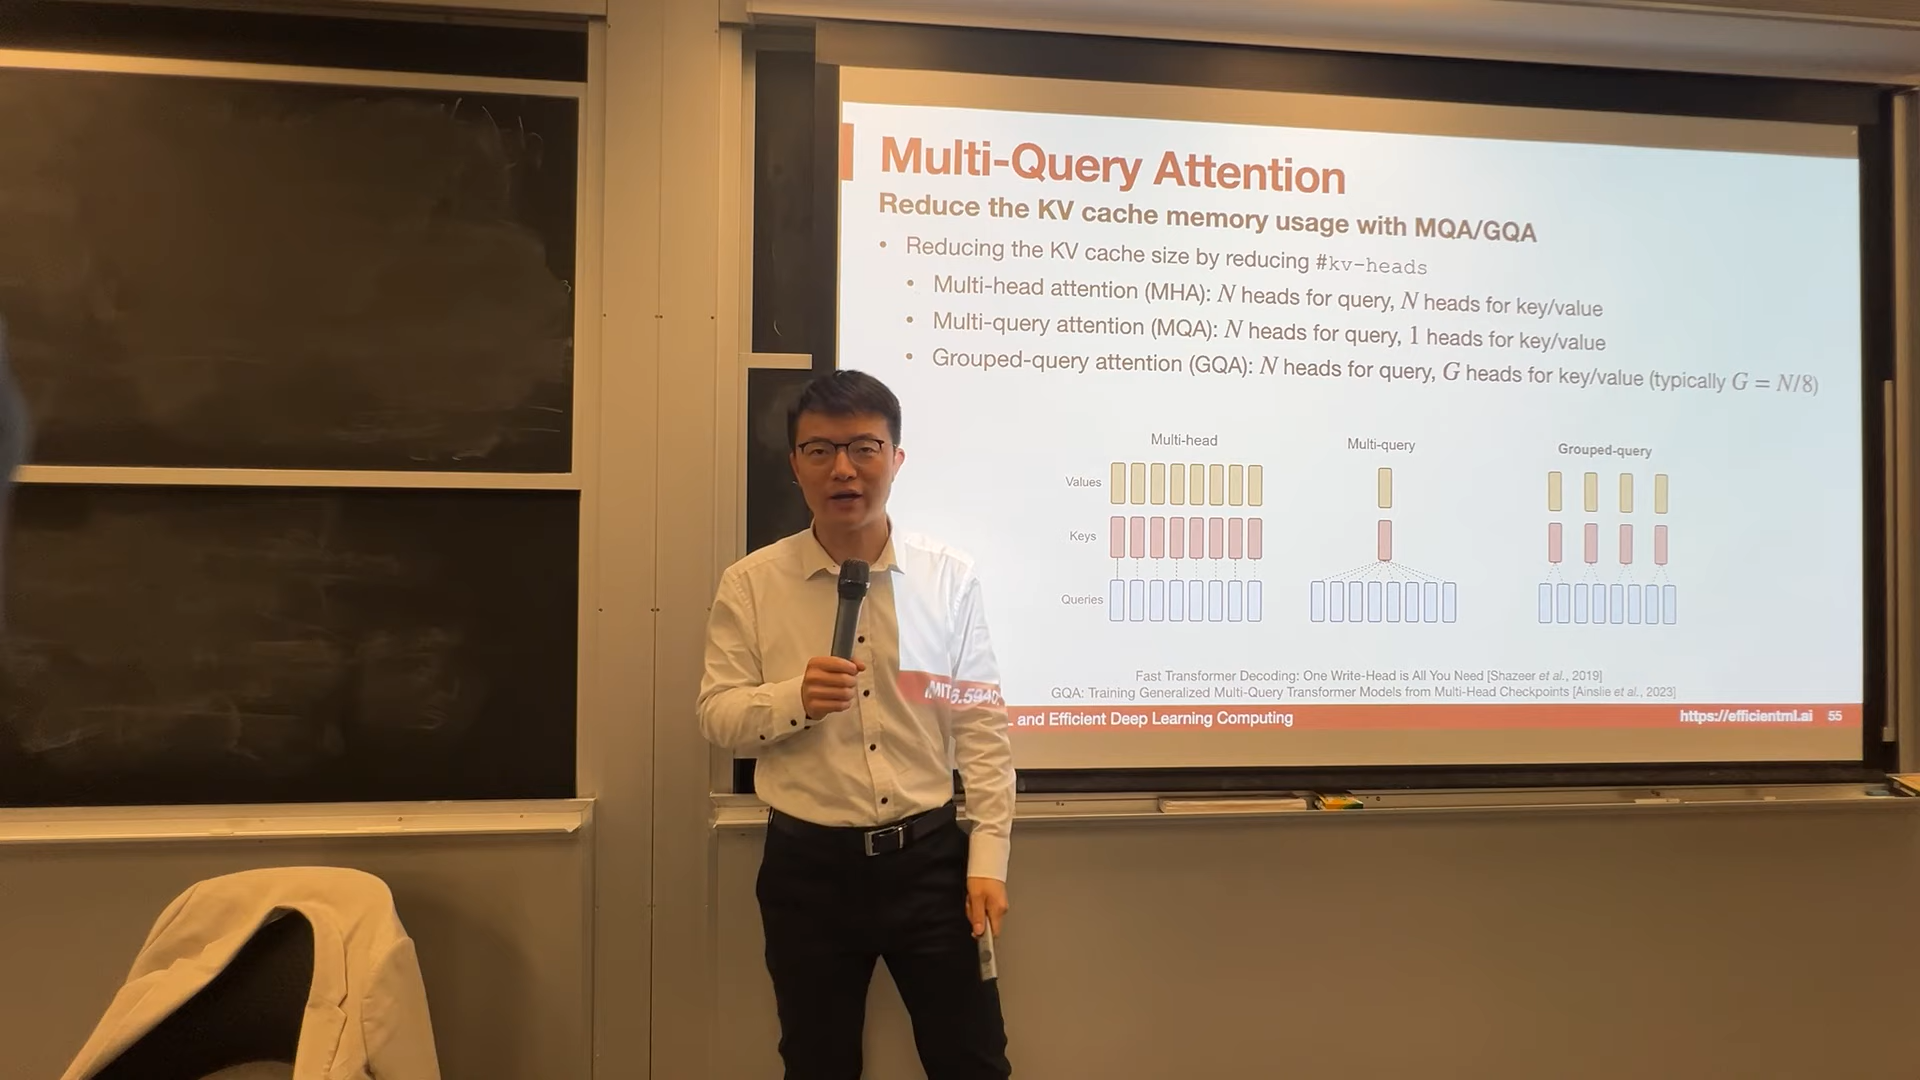 Multi-Query Attention
Reduce the KV cache memory usage with MQA/GQA
• Reducing the KV cache size by reducing #kv-heads
• Multi-head attention (MHA): N heads for query, N heads for key/value
• Multi-query attention (MQA): N heads for query, 1 heads for key/value
• Grouped-query attention (GQA): N heads for query, G heads for key/value (typically G = N/8)
Multi-head
Multi-query
Grouped-query
Values
Keys
Queries
Fast Transformer Decoding: One Write-Head is All You Need [Shazeer et al., 2019]
GQA: Training Generalized Multi-Query Transformer Models from Multi-Head Checkpoints [Ainslie et al., 2023]
MIT 6.5940: and Efficient Deep Learning Computing
https://efficientml.ai 55